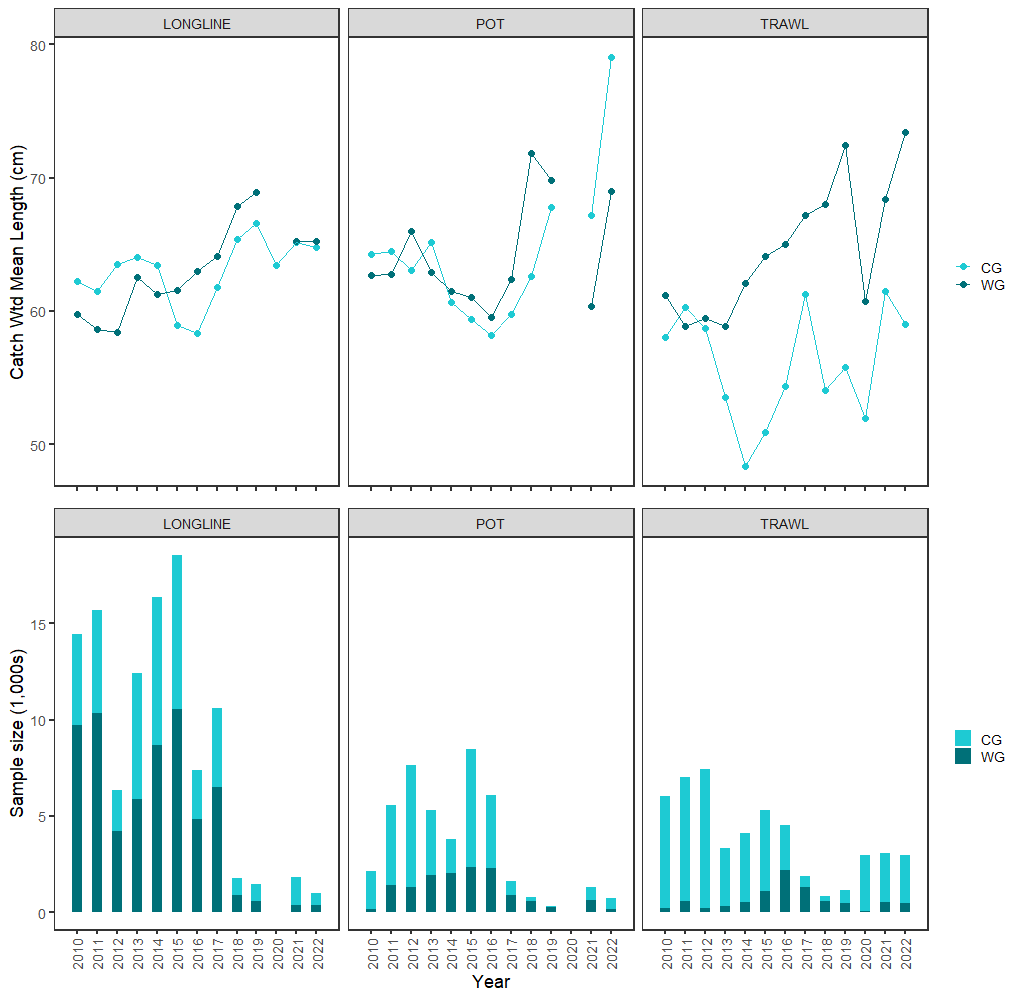 LONGLINE POT TRAWL
80
70
60
50
Catch Wtd Mean Length (cm)
CG
WG
LONGLINE POT TRAWL
15
10
5
0
Sample size (1,000s)
CG
WG
2010 2011 2012 2013 2014 2015 2016 2017 2018 2019 2020 2021 2022 2010 2011 2012 2013 2014 2015 2016 2017 2018 2019 2020 2021 2022 2010 2011 2012 2013 2014 2015 2016 2017 2018 2019 2020 2021 2022
Year